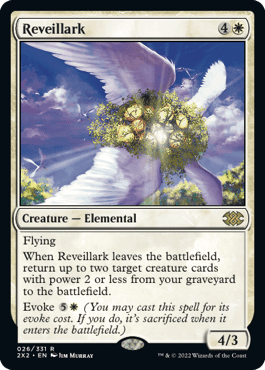 Reveillark 4
Creature — Elemental
Flying
When Reveillark leaves the battlefield,
return up to two target creature cards
with power 2 or less from your graveyard
to the battlefield.
Evoke 5 (You may cast this spell for its
evoke cost. If you do, it's sacrificed when it
enters the battlefield.)
4/3
026/331 R
2X2 • EN JIM MURRAY
™ & © 2022 Wizards of the Coast